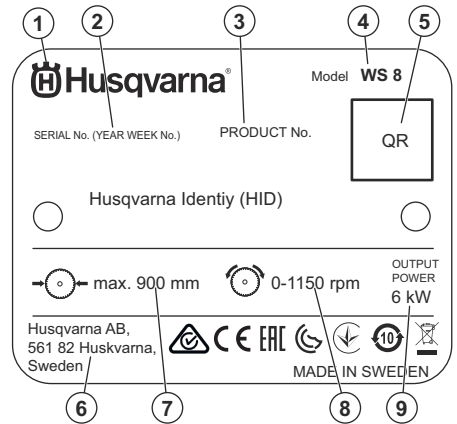 1 2 3 4 5
Husqvarna®
Model WS 8
SERIAL No. (YEAR WEEK No.)
PRODUCT No.
QR
Husqvarna Identiy (HID)
max. 900 mm
0-1150 rpm
OUTPUT
POWER
6 kW
Husqvarna AB,
561 82 Huskvarna,
Sweden
CE EAC 10
MADE IN SWEDEN
6 7 8 9